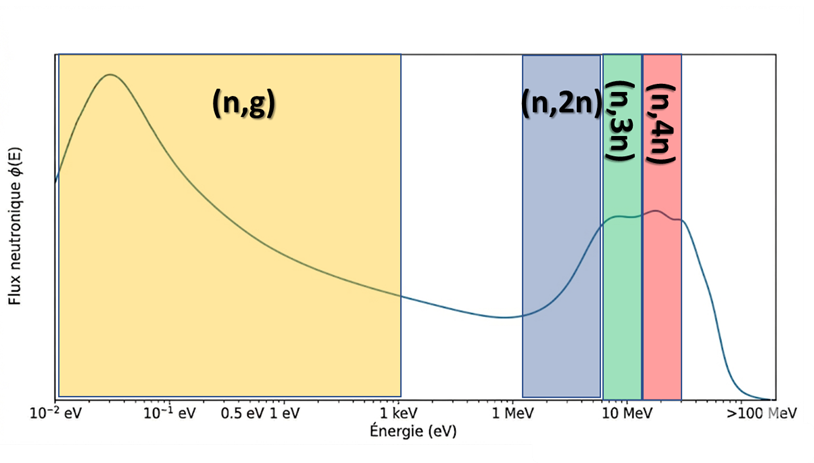 (n,g)
(n,2n)
(n,3n)
(n,4n)
Flux neutronique ϕ(E)
10⁻² eV
10⁻¹ eV
0.5 eV
1 eV
1 keV
1 MeV
10 MeV
>100 MeV
Énergie (eV)